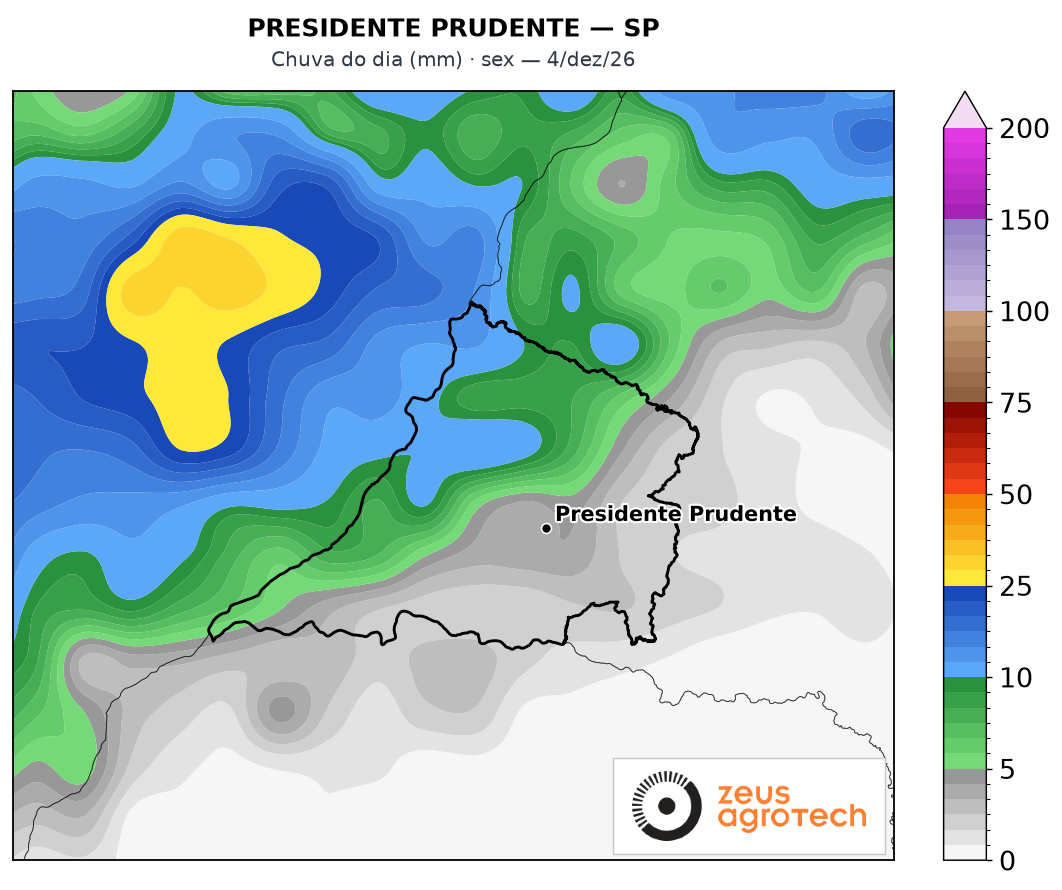 PRESIDENTE PRUDENTE — SP
Chuva do dia (mm) · sex — 4/dez/26
200
150
100
75
50
25
10
5
0
Presidente Prudente
zeus
agrotech